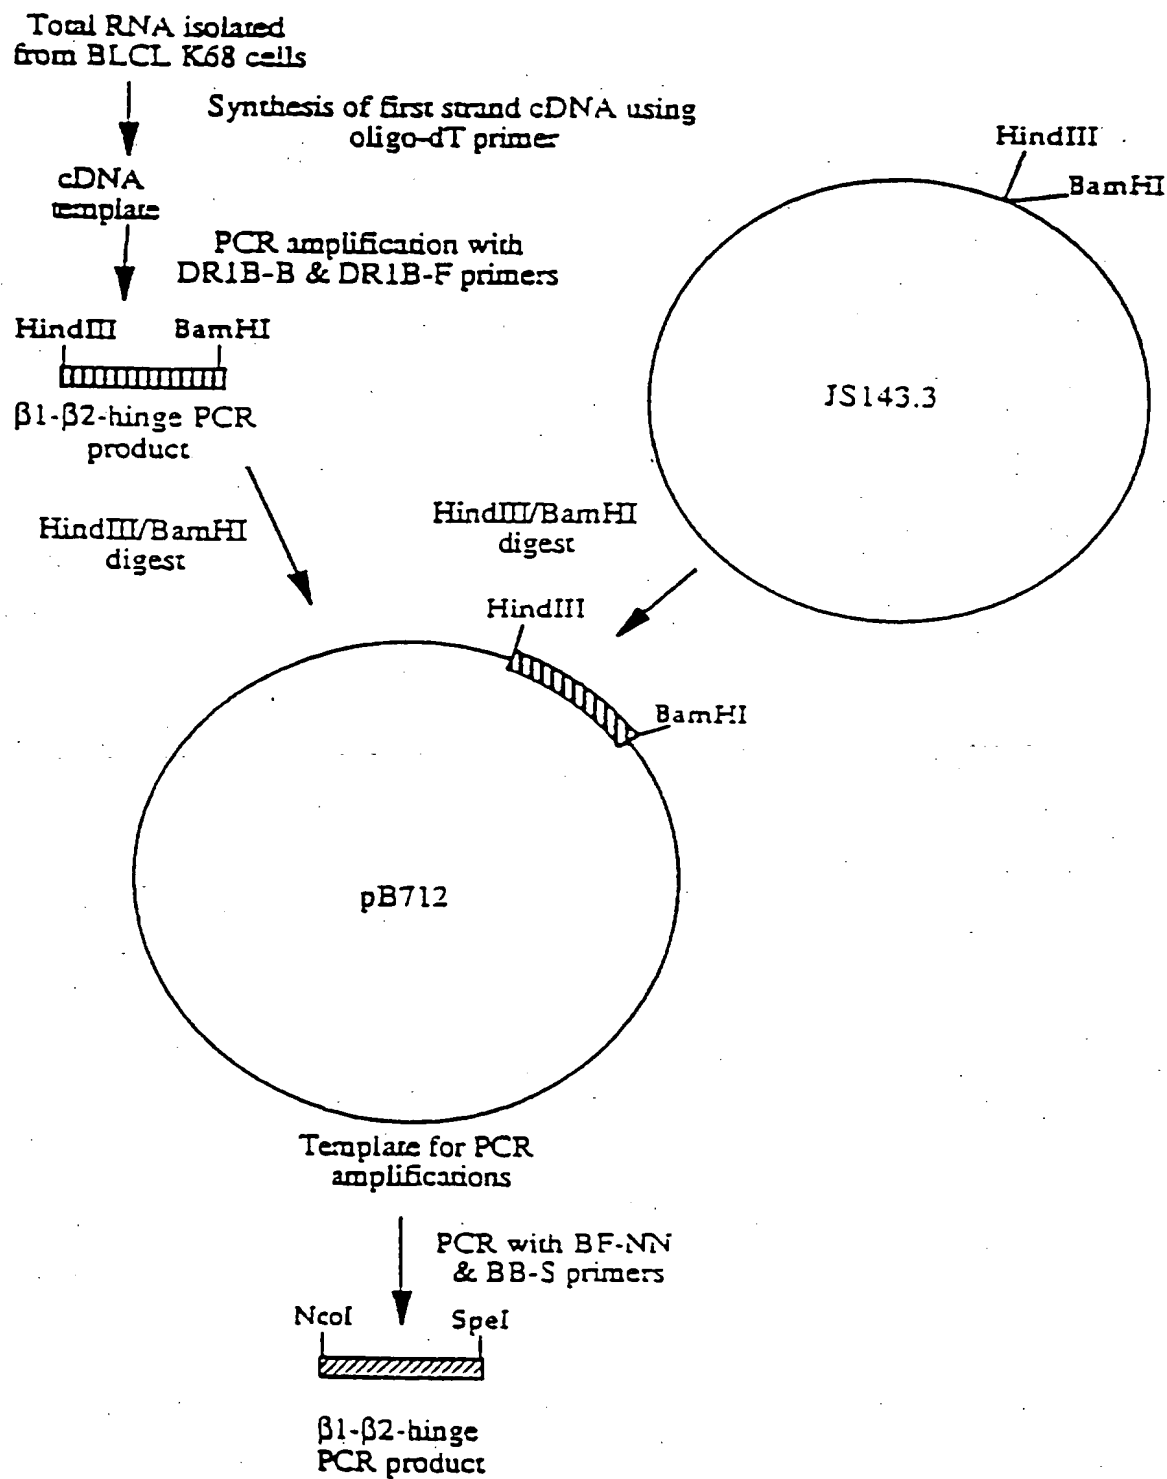 Total RNA isolated
from BLCL K68 cells
Synthesis of first strand cDNA using
oligo-dT primer
cDNA
template
PCR amplification with
DR1B-B & DR1B-F primers
HindIII
BamHI
β1-β2-hinge PCR
product
HindIII/BamHI
digest
HindIII
BamHI
JS143.3
HindIII/BamHI
digest
HindIII
BamHI
pB712
Template for PCR
amplifications
PCR with BF-NN
& BB-S primers
NcoI
SpeI
β1-β2-hinge
PCR product